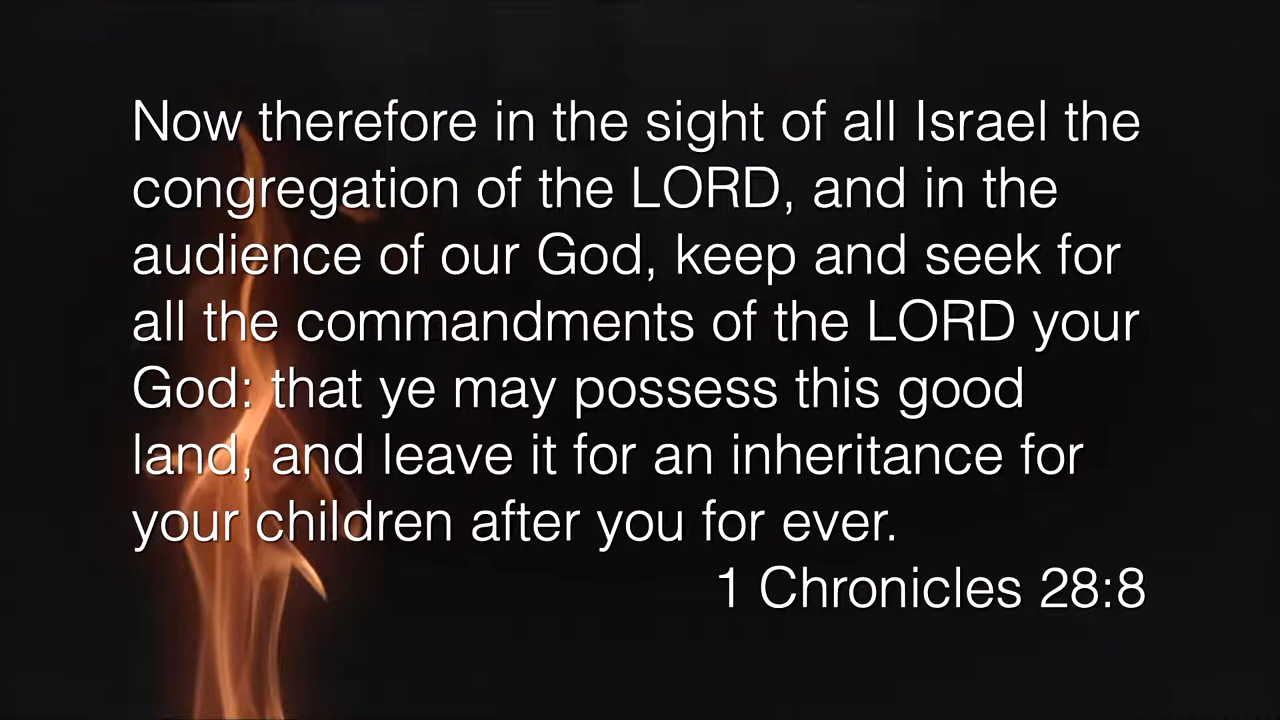 Now therefore in the sight of all Israel the
congregation of the LORD, and in the
audience of our God, keep and seek for
all the commandments of the LORD your
God: that ye may possess this good
land, and leave it for an inheritance for
your children after you for ever.
1 Chronicles 28:8